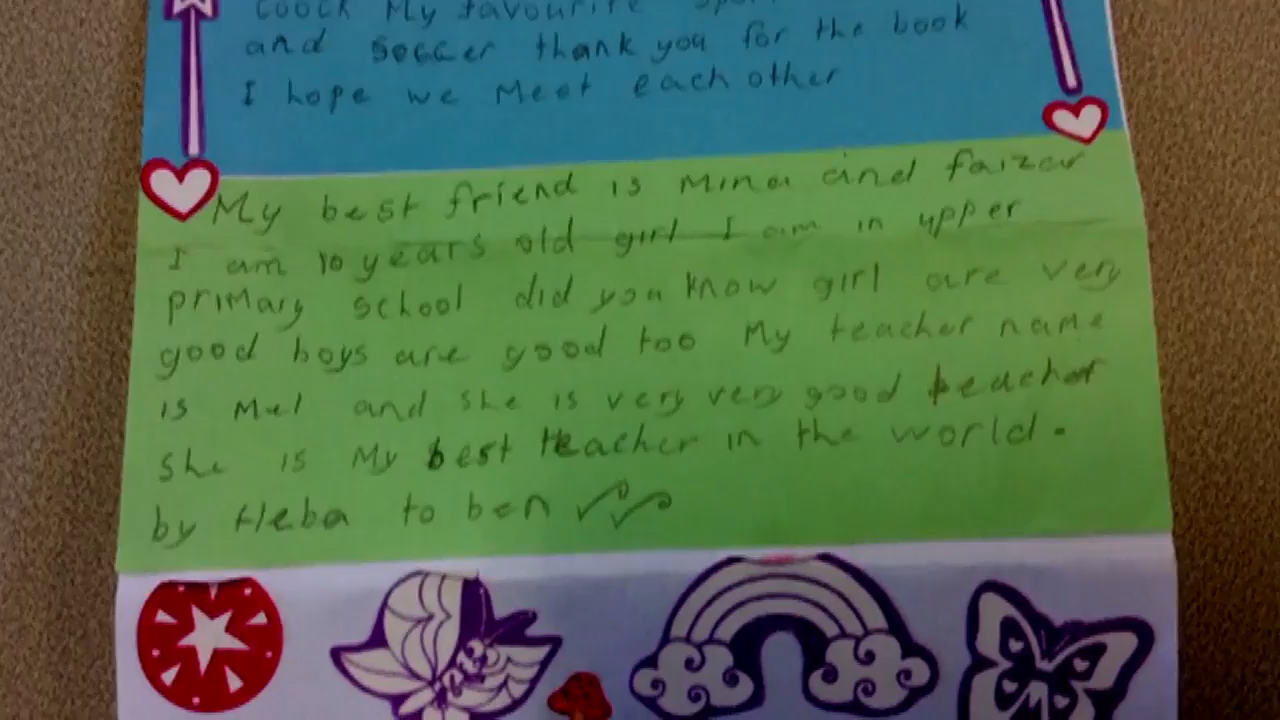 coock My favourite
and soccer thank you for the book
I hope we Meet each other
My best friend is Mina and faizer
I am 10 years old girl I am in upper
primary school did you know girl are very
good boys are good too My teacher name
is Mel and she is very very good teacher
she is My best teacher in the world.
by Heba to ben